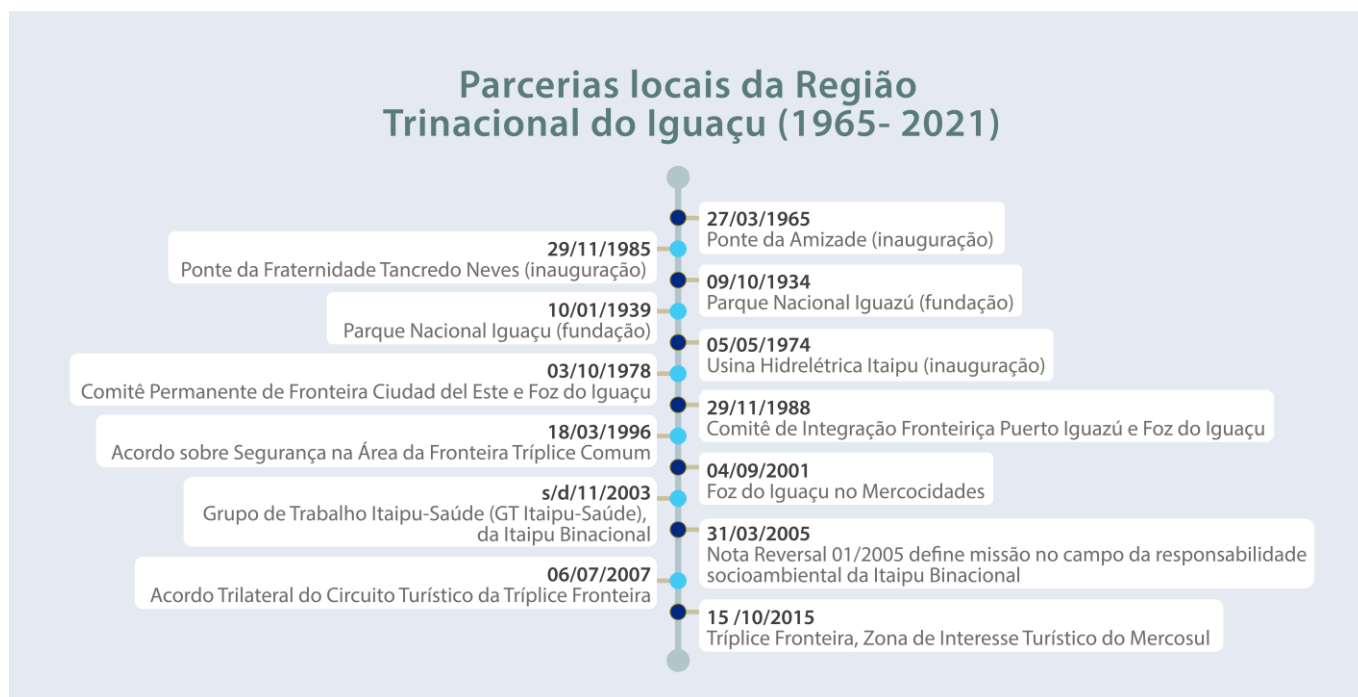 Parcerias locais da Região
Trinacional do Iguaçu (1965- 2021)
27/03/1965
Ponte da Amizade (inauguração)
29/11/1985
Ponte da Fraternidade Tancredo Neves (inauguração)
09/10/1934
Parque Nacional Iguazú (fundação)
10/01/1939
Parque Nacional Iguaçu (fundação)
05/05/1974
Usina Hidrelétrica Itaipu (inauguração)
03/10/1978
Comitê Permanente de Fronteira Ciudad del Este e Foz do Iguaçu
29/11/1988
Comitê de Integração Fronteiriça Puerto Iguazú e Foz do Iguaçu
18/03/1996
Acordo sobre Segurança na Área da Fronteira Tríplice Comum
04/09/2001
Foz do Iguaçu no Mercocidades
s/d/11/2003
Grupo de Trabalho Itaipu-Saúde (GT Itaipu-Saúde),
da Itaipu Binacional
31/03/2005
Nota Reversal 01/2005 define missão no campo da responsabilidade
socioambiental da Itaipu Binacional
06/07/2007
Acordo Trilateral do Circuito Turístico da Tríplice Fronteira
15 /10/2015
Tríplice Fronteira, Zona de Interesse Turístico do Mercosul